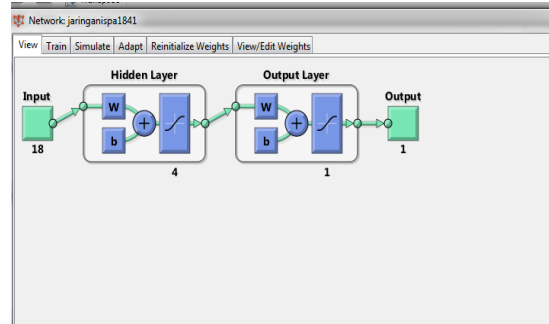 Network: jaringanispa1841
View Train Simulate Adapt Reinitialize Weights View/Edit Weights
Hidden Layer Output Layer
Input Output
W W
b b
18 1
4 1